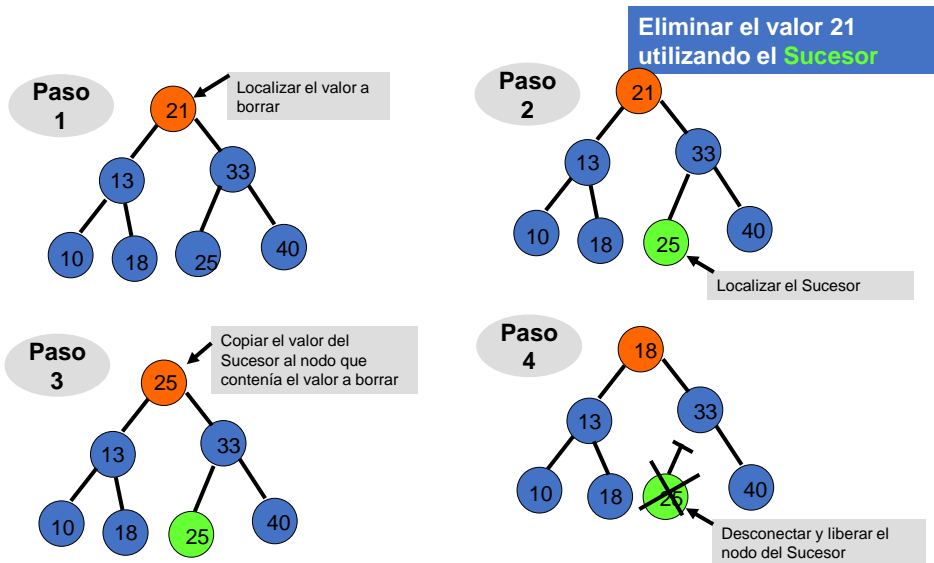 Eliminar el valor 21
utilizando el Sucesor
Paso
1
Localizar el valor a
borrar
21
13
33
10
18
25
40
Paso
2
21
13
33
10
18
25
40
Localizar el Sucesor
Paso
3
Copiar el valor del
Sucesor al nodo que
contenía el valor a borrar
25
13
33
10
18
25
40
Paso
4
18
13
33
10
18
25
40
Desconectar y liberar el
nodo del Sucesor